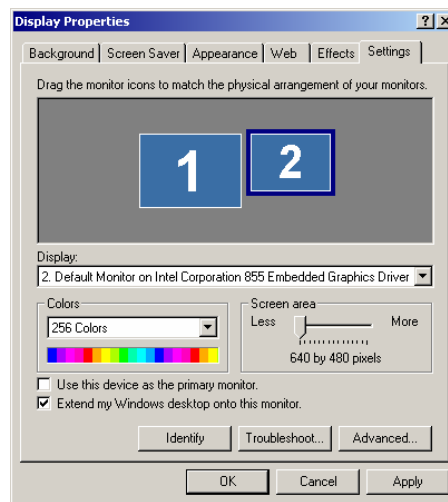 Display Properties
Background Screen Saver Appearance Web Effects Settings
Drag the monitor icons to match the physical arrangement of your monitors.
1 2
Display:
2. Default Monitor on Intel Corporation 855 Embedded Graphics Driver
Colors
256 Colors
Screen area
Less More
640 by 480 pixels
Use this device as the primary monitor.
Extend my Windows desktop onto this monitor.
Identify Troubleshoot... Advanced...
OK Cancel Apply